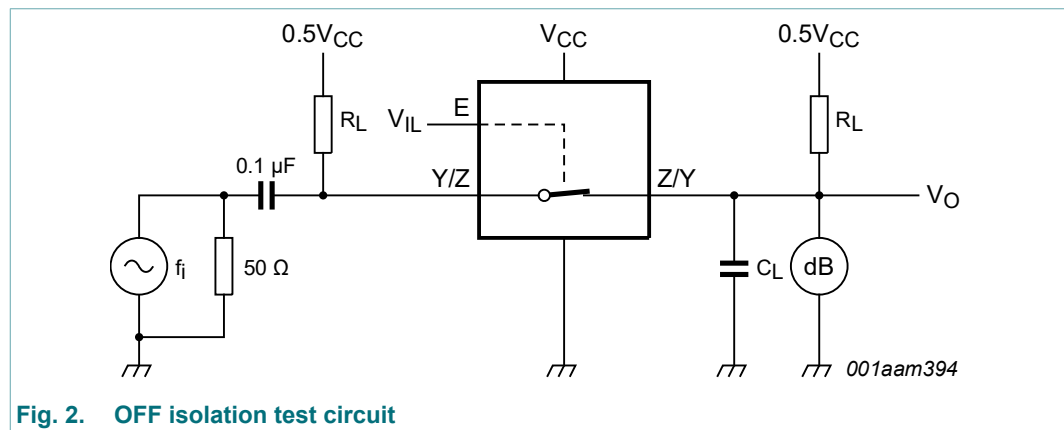 0.5VCC
VCC
0.5VCC
RL
E
VIL
RL
0.1 µF
Y/Z
Z/Y
VO
fi
50 Ω
CL
dB
001aam394
Fig. 2. OFF isolation test circuit